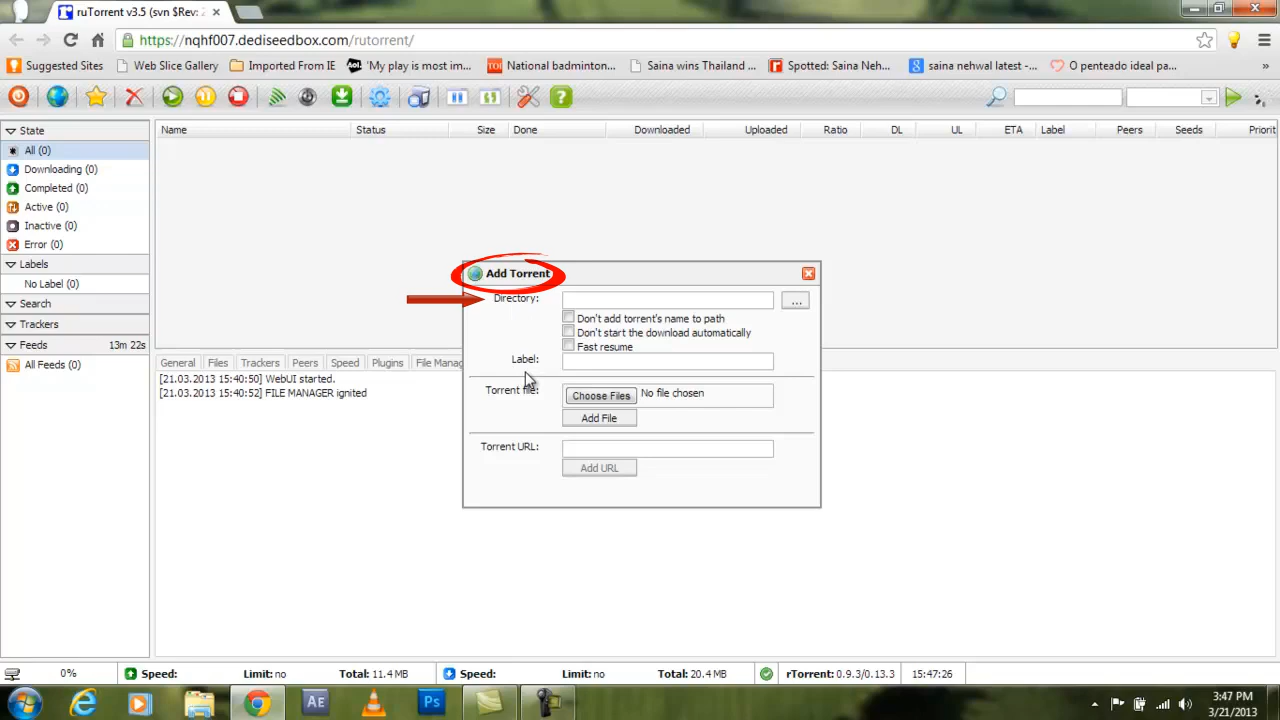 ruTorrent v3.5 (svn $Rev: 2
https://nqhf007.dediseedbox.com/rutorrent/
Suggested Sites Web Slice Gallery Imported From IE Aol. 'My play is most im... TOI National badminton... Saina wins Thailand ... Spotted: Saina Neh... saina nehwal latest -... O penteado ideal pa... »
State
All (0)
Downloading (0)
Completed (0)
Active (0)
Inactive (0)
Error (0)
Labels
No Label (0)
Search
Trackers
Feeds 13m 22s
All Feeds (0)
Name Status Size Done Downloaded Uploaded Ratio DL UL ETA Label Peers Seeds Priorit
Add Torrent
Directory: ...
Don't add torrent's name to path
Don't start the download automatically
Fast resume
Label:
Torrent file: Choose Files No file chosen
Add File
Torrent URL:
Add URL
General Files Trackers Peers Speed Plugins File Manag
[21.03.2013 15:40:50] WebUI started.
[21.03.2013 15:40:52] FILE MANAGER ignited
0% Speed: Limit: no Total: 11.4 MB Speed: Limit: no Total: 20.4 MB rTorrent: 0.9.3/0.13.3 15:47:26
AE Ps
3:47 PM
3/21/2013